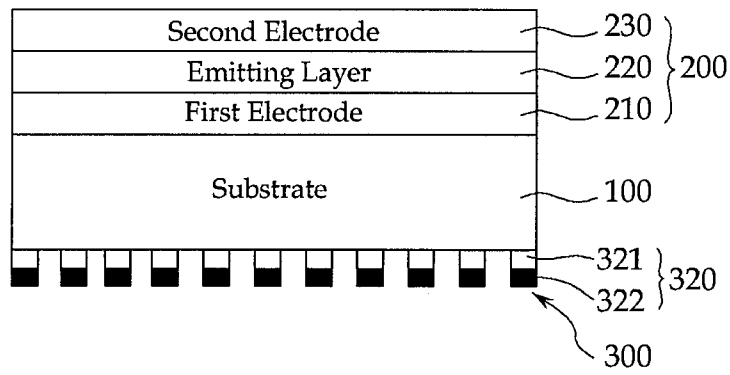 Second Electrode 230
Emitting Layer 220 200
First Electrode 210
Substrate 100
321
322 320
300